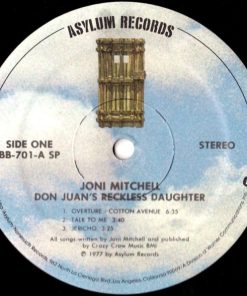 ASYLUM RECORDS
SIDE ONE
BB-701-A SP
STEREO
JONI MITCHELL
DON JUAN'S RECKLESS DAUGHTER
1. OVERTURE - COTTON AVENUE 6:35
2. TALK TO ME 3:40
3. JERICHO 3:25
All songs written by Joni Mitchell and published
by Crazy Crow Music BMI
℗ 1977 by Asylum Records